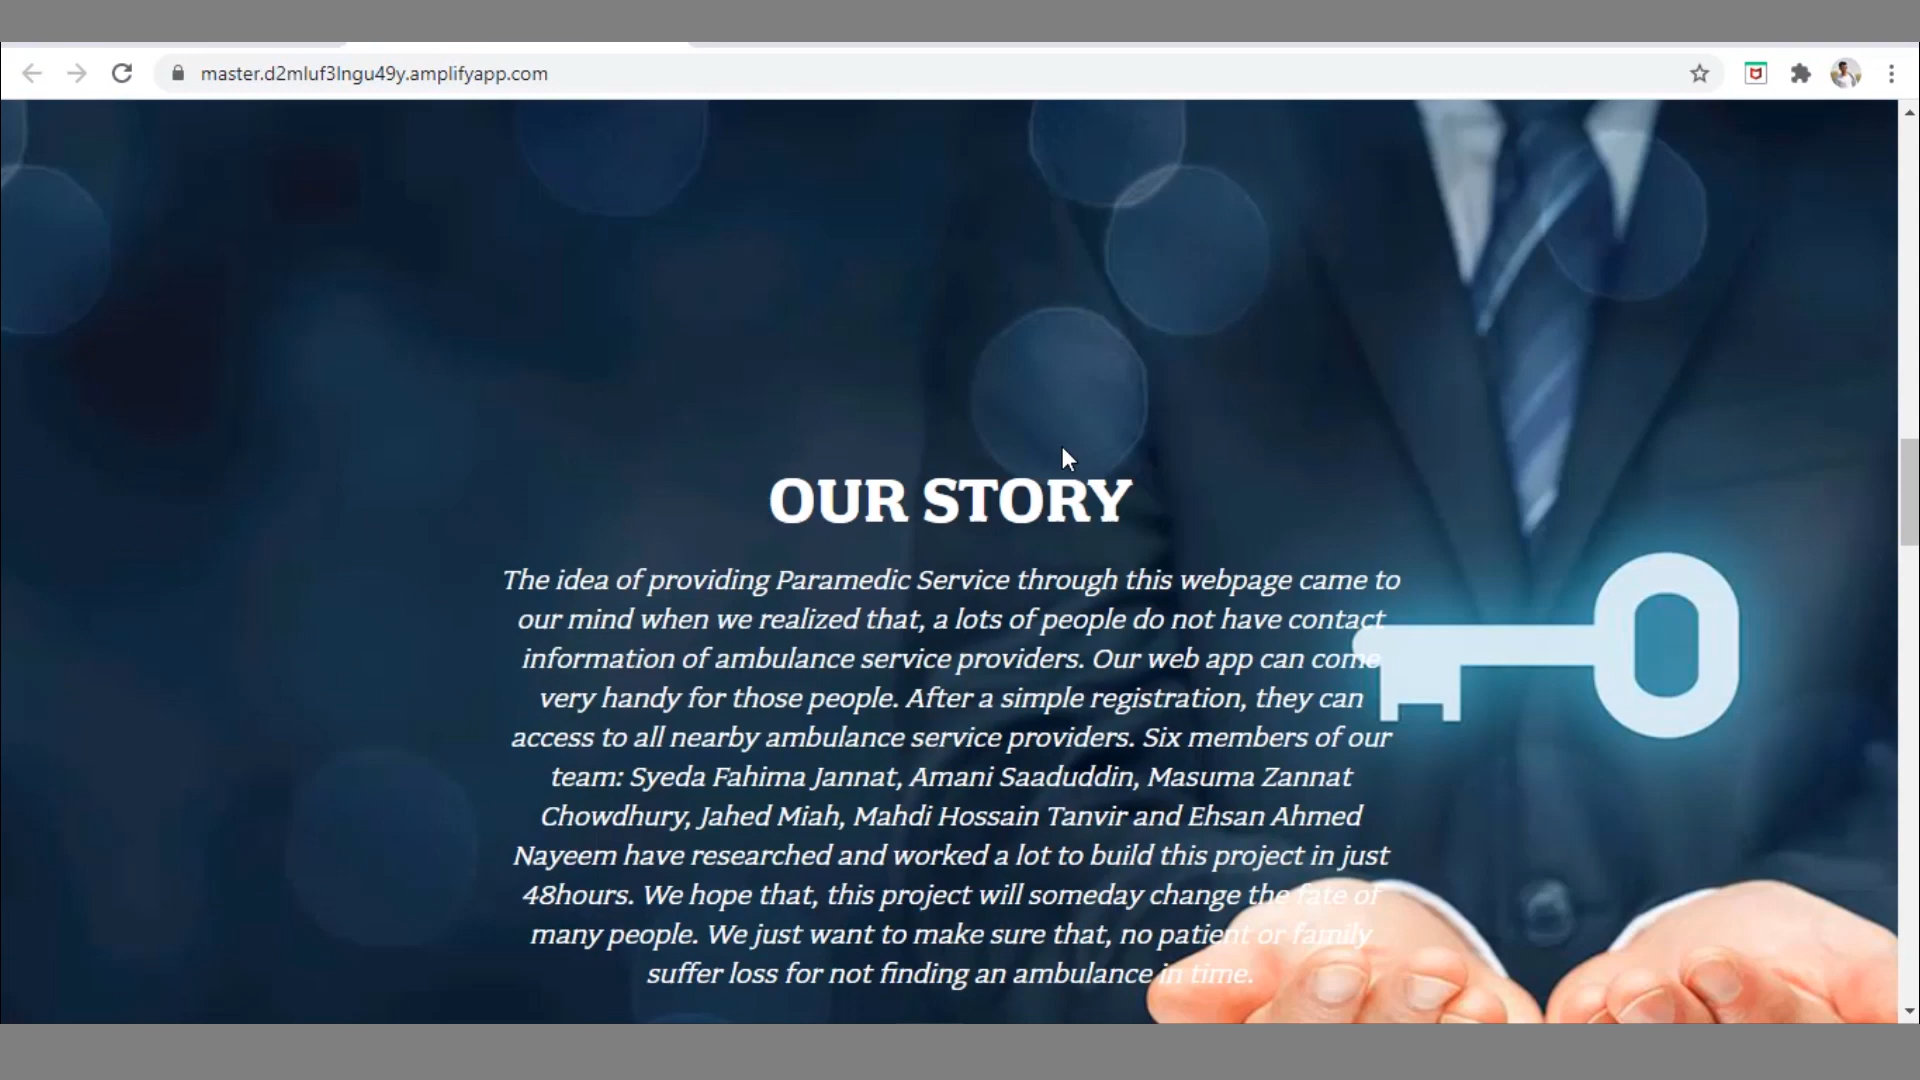 master.d2mluf3lngu49y.amplifyapp.com
OUR STORY
The idea of providing Paramedic Service through this webpage came to
our mind when we realized that, a lots of people do not have contact
information of ambulance service providers. Our web app can come
very handy for those people. After a simple registration, they can
access to all nearby ambulance service providers. Six members of our
team: Syeda Fahima Jannat, Amani Saaduddin, Masuma Zannat
Chowdhury, Jahed Miah, Mahdi Hossain Tanvir and Ehsan Ahmed
Nayeem have researched and worked a lot to build this project in just
48hours. We hope that, this project will someday change the fate of
many people. We just want to make sure that, no patient or family
suffer loss for not finding an ambulance in time.